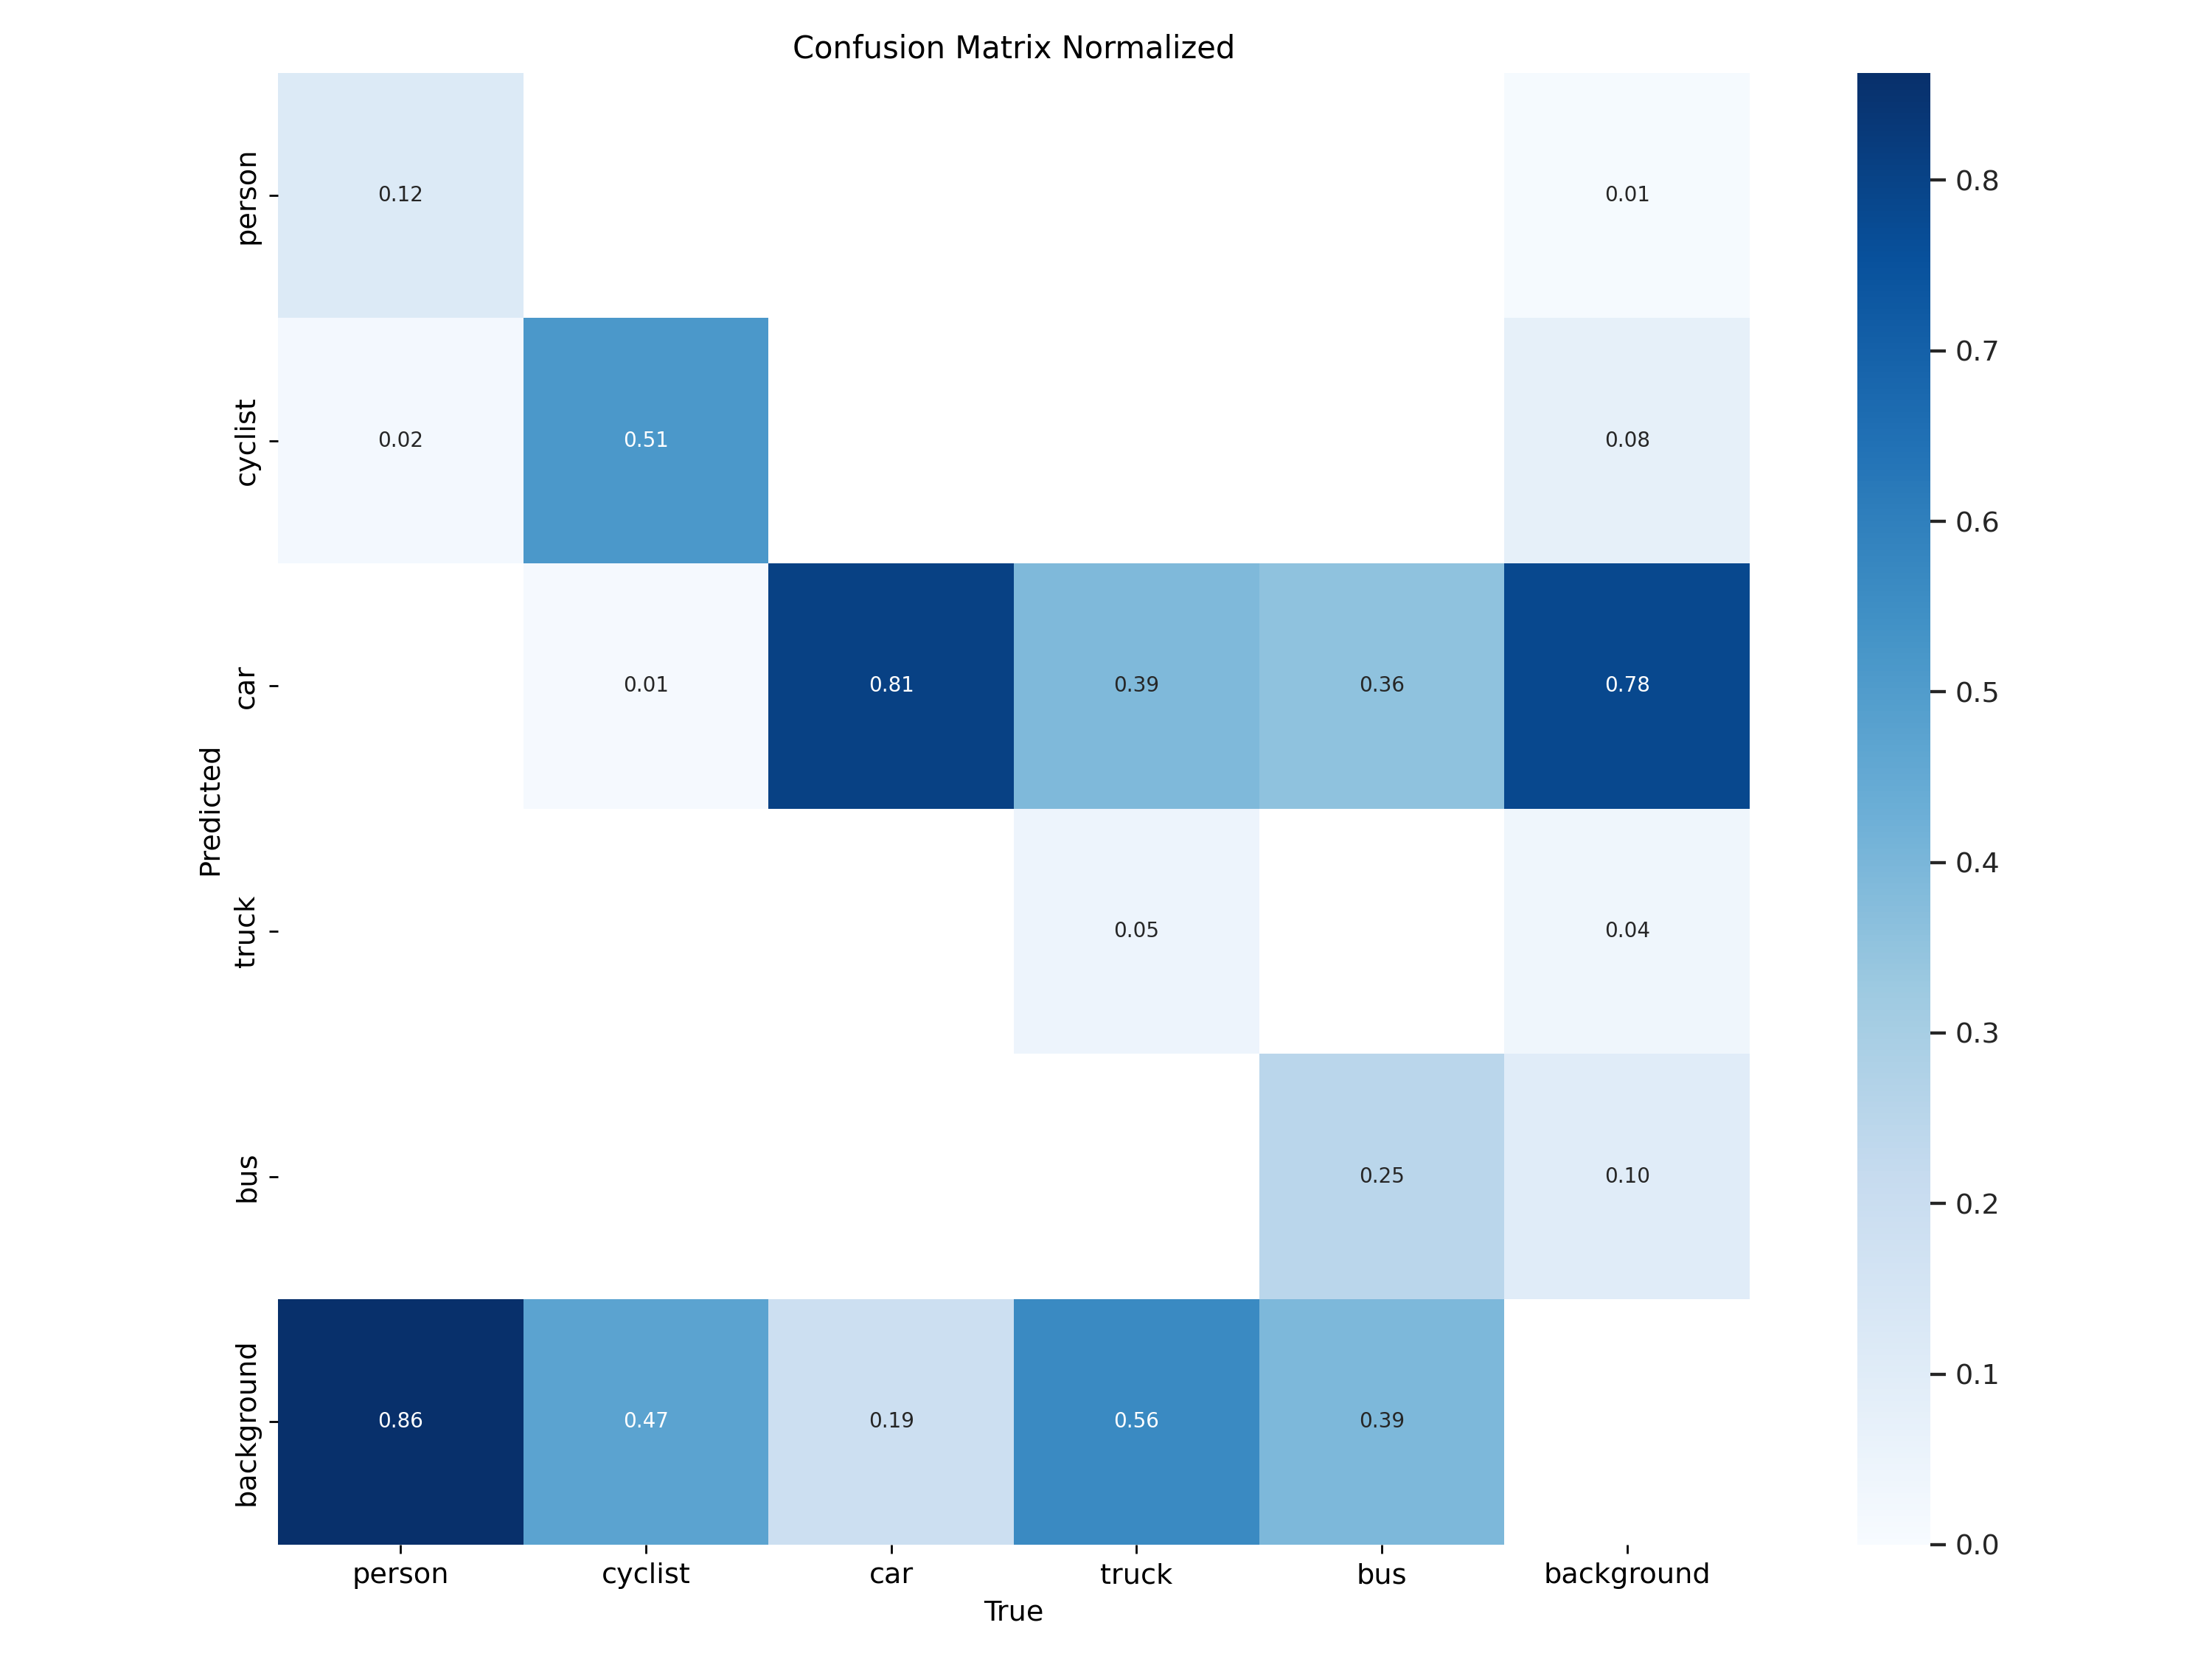 Confusion Matrix Normalized
person
0.12
0.01
0.8
cyclist
0.02
0.51
0.08
0.7
0.6
car
0.01
0.81
0.39
0.36
0.78
0.5
Predicted
0.4
truck
0.05
0.04
0.3
bus
0.25
0.10
0.2
0.1
background
0.86
0.47
0.19
0.56
0.39
0.0
person
cyclist
car
truck
bus
background
True